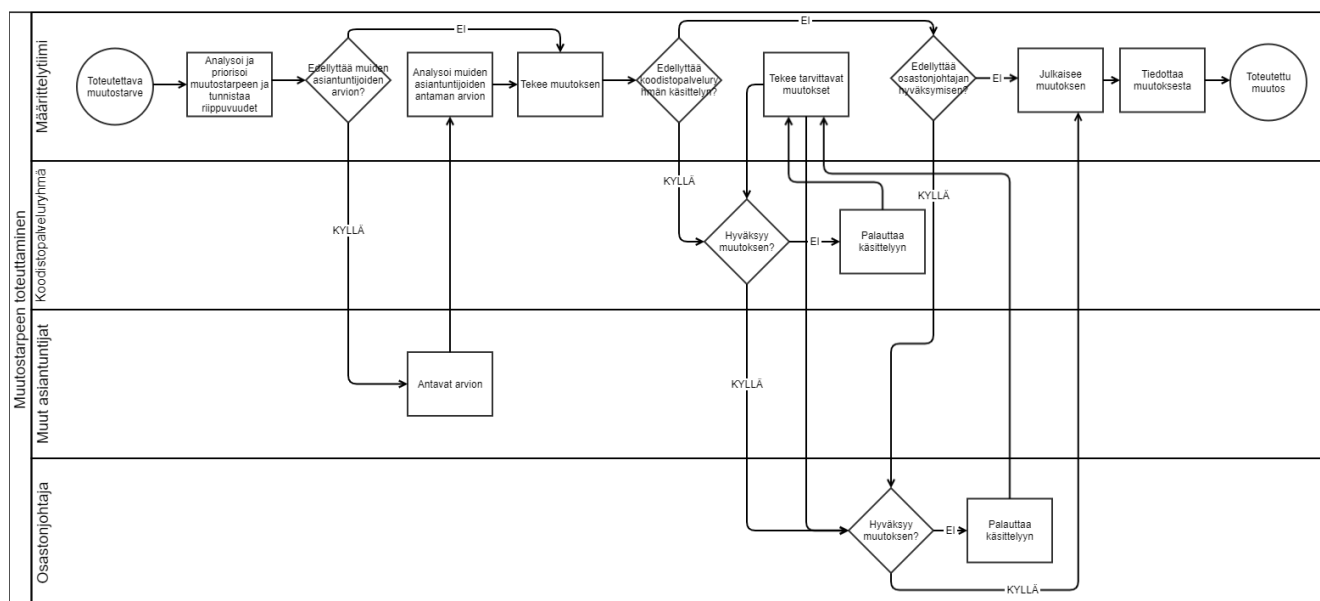 Muutostarpeen toteuttaminen
Määrittelytiimi
Toteutettava
muutostarve
Analysoi ja
priorisoi
muutostarpeen ja
tunnistaa
riippuvuudet
Edellyttää muiden
asiantuntijoiden
arvion?
EI
KYLLÄ
Analysoi muiden
asiantuntijoiden
antaman arvion
Tekee muutoksen
Edellyttää
koodistopalvelury
hmän käsittelyn?
EI
KYLLÄ
Tekee tarvittavat
muutokset
Edellyttää
osastonjohtajan
hyväksymisen?
EI
KYLLÄ
Julkaisee
muutoksen
Tiedottaa
muutoksesta
Toteutettu
muutos
Koodistopalveluryhmä
Hyväksyy
muutoksen?
EI
KYLLÄ
Palauttaa
käsittelyyn
Muut asiantuntijat
Antavat arvion
Osastonjohtaja
Hyväksyy
muutoksen?
EI
KYLLÄ
Palauttaa
käsittelyyn